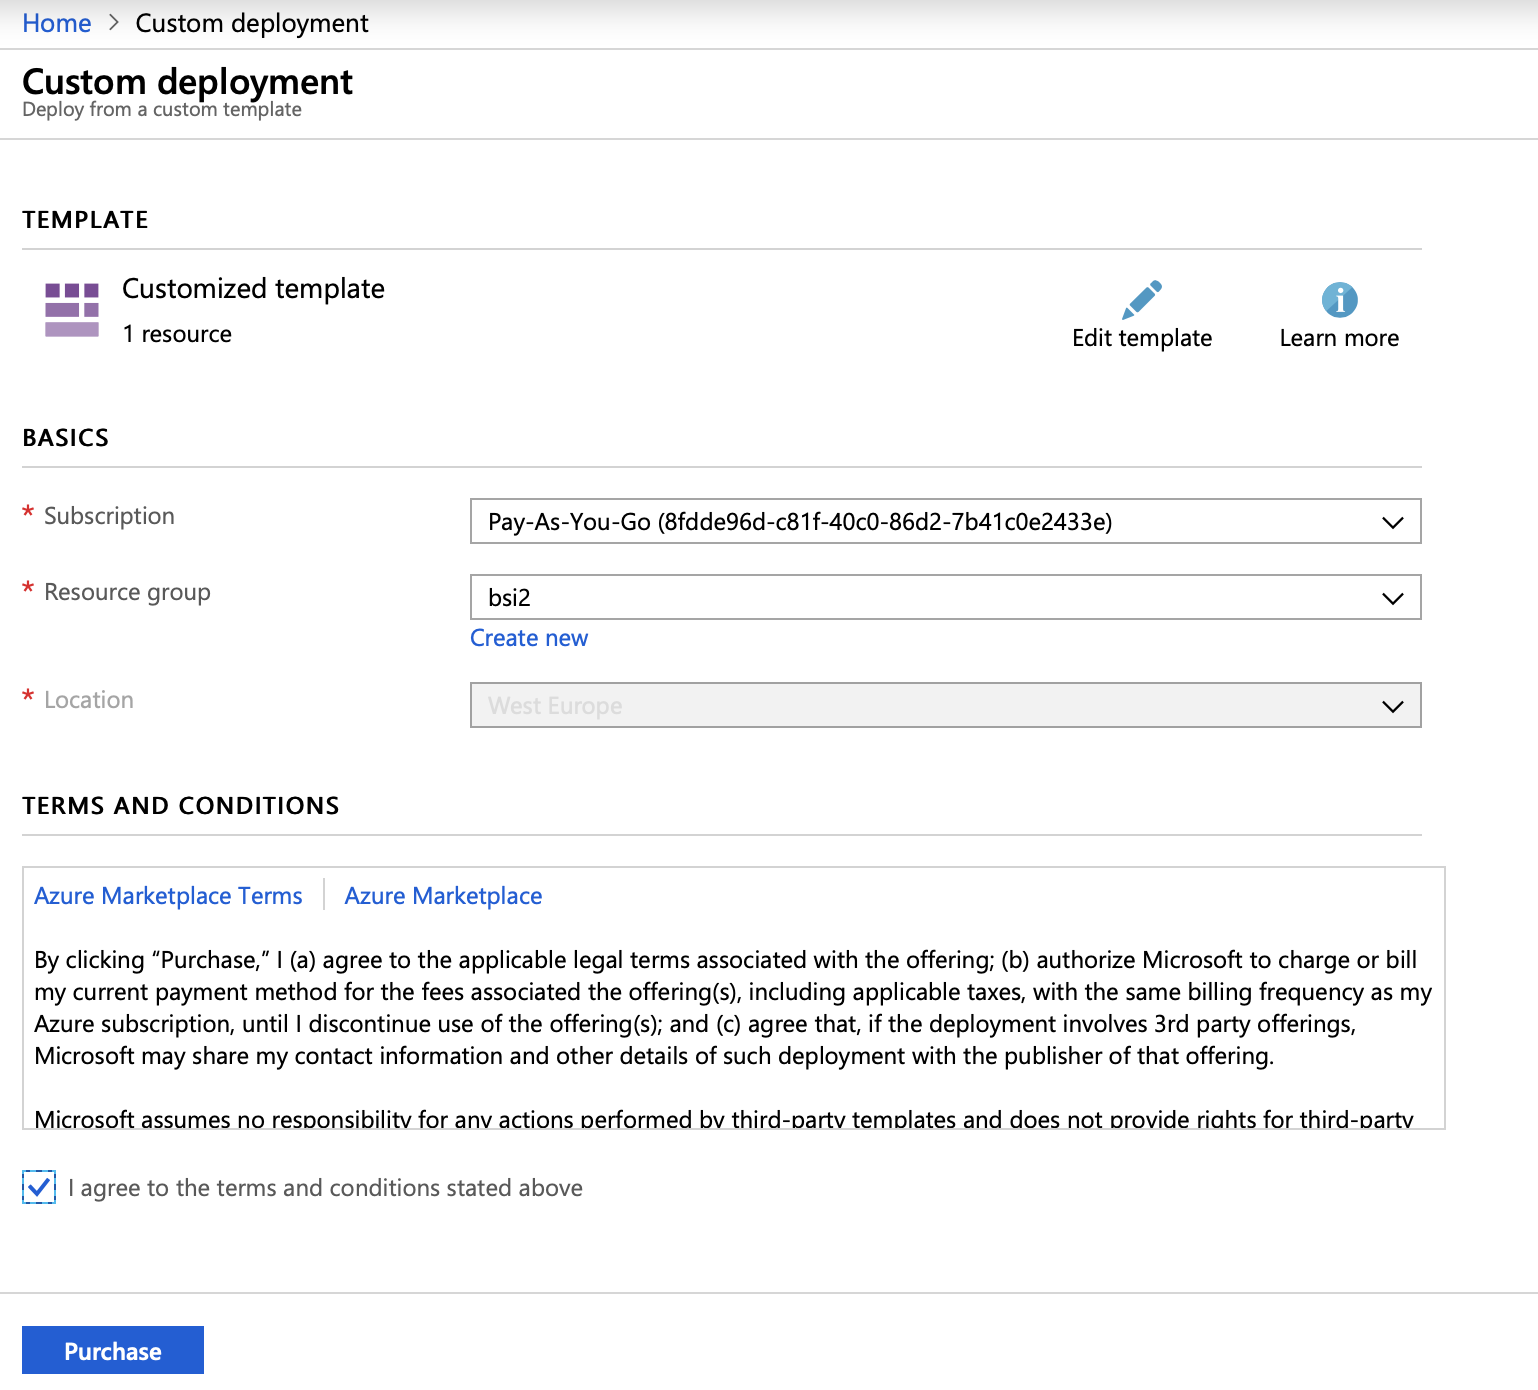 Home > Custom deployment
Custom deployment
Deploy from a custom template
TEMPLATE
Customized template
1 resource
Edit template
Learn more
BASICS
* Subscription
Pay-As-You-Go (8fdde96d-c81f-40c0-86d2-7b41c0e2433e)
* Resource group
bsi2
Create new
* Location
West Europe
TERMS AND CONDITIONS
Azure Marketplace Terms | Azure Marketplace
By clicking “Purchase,” I (a) agree to the applicable legal terms associated with the offering; (b) authorize Microsoft to charge or bill
my current payment method for the fees associated the offering(s), including applicable taxes, with the same billing frequency as my
Azure subscription, until I discontinue use of the offering(s); and (c) agree that, if the deployment involves 3rd party offerings,
Microsoft may share my contact information and other details of such deployment with the publisher of that offering.
Microsoft assumes no responsibility for any actions performed by third-party templates and does not provide rights for third-party
I agree to the terms and conditions stated above
Purchase